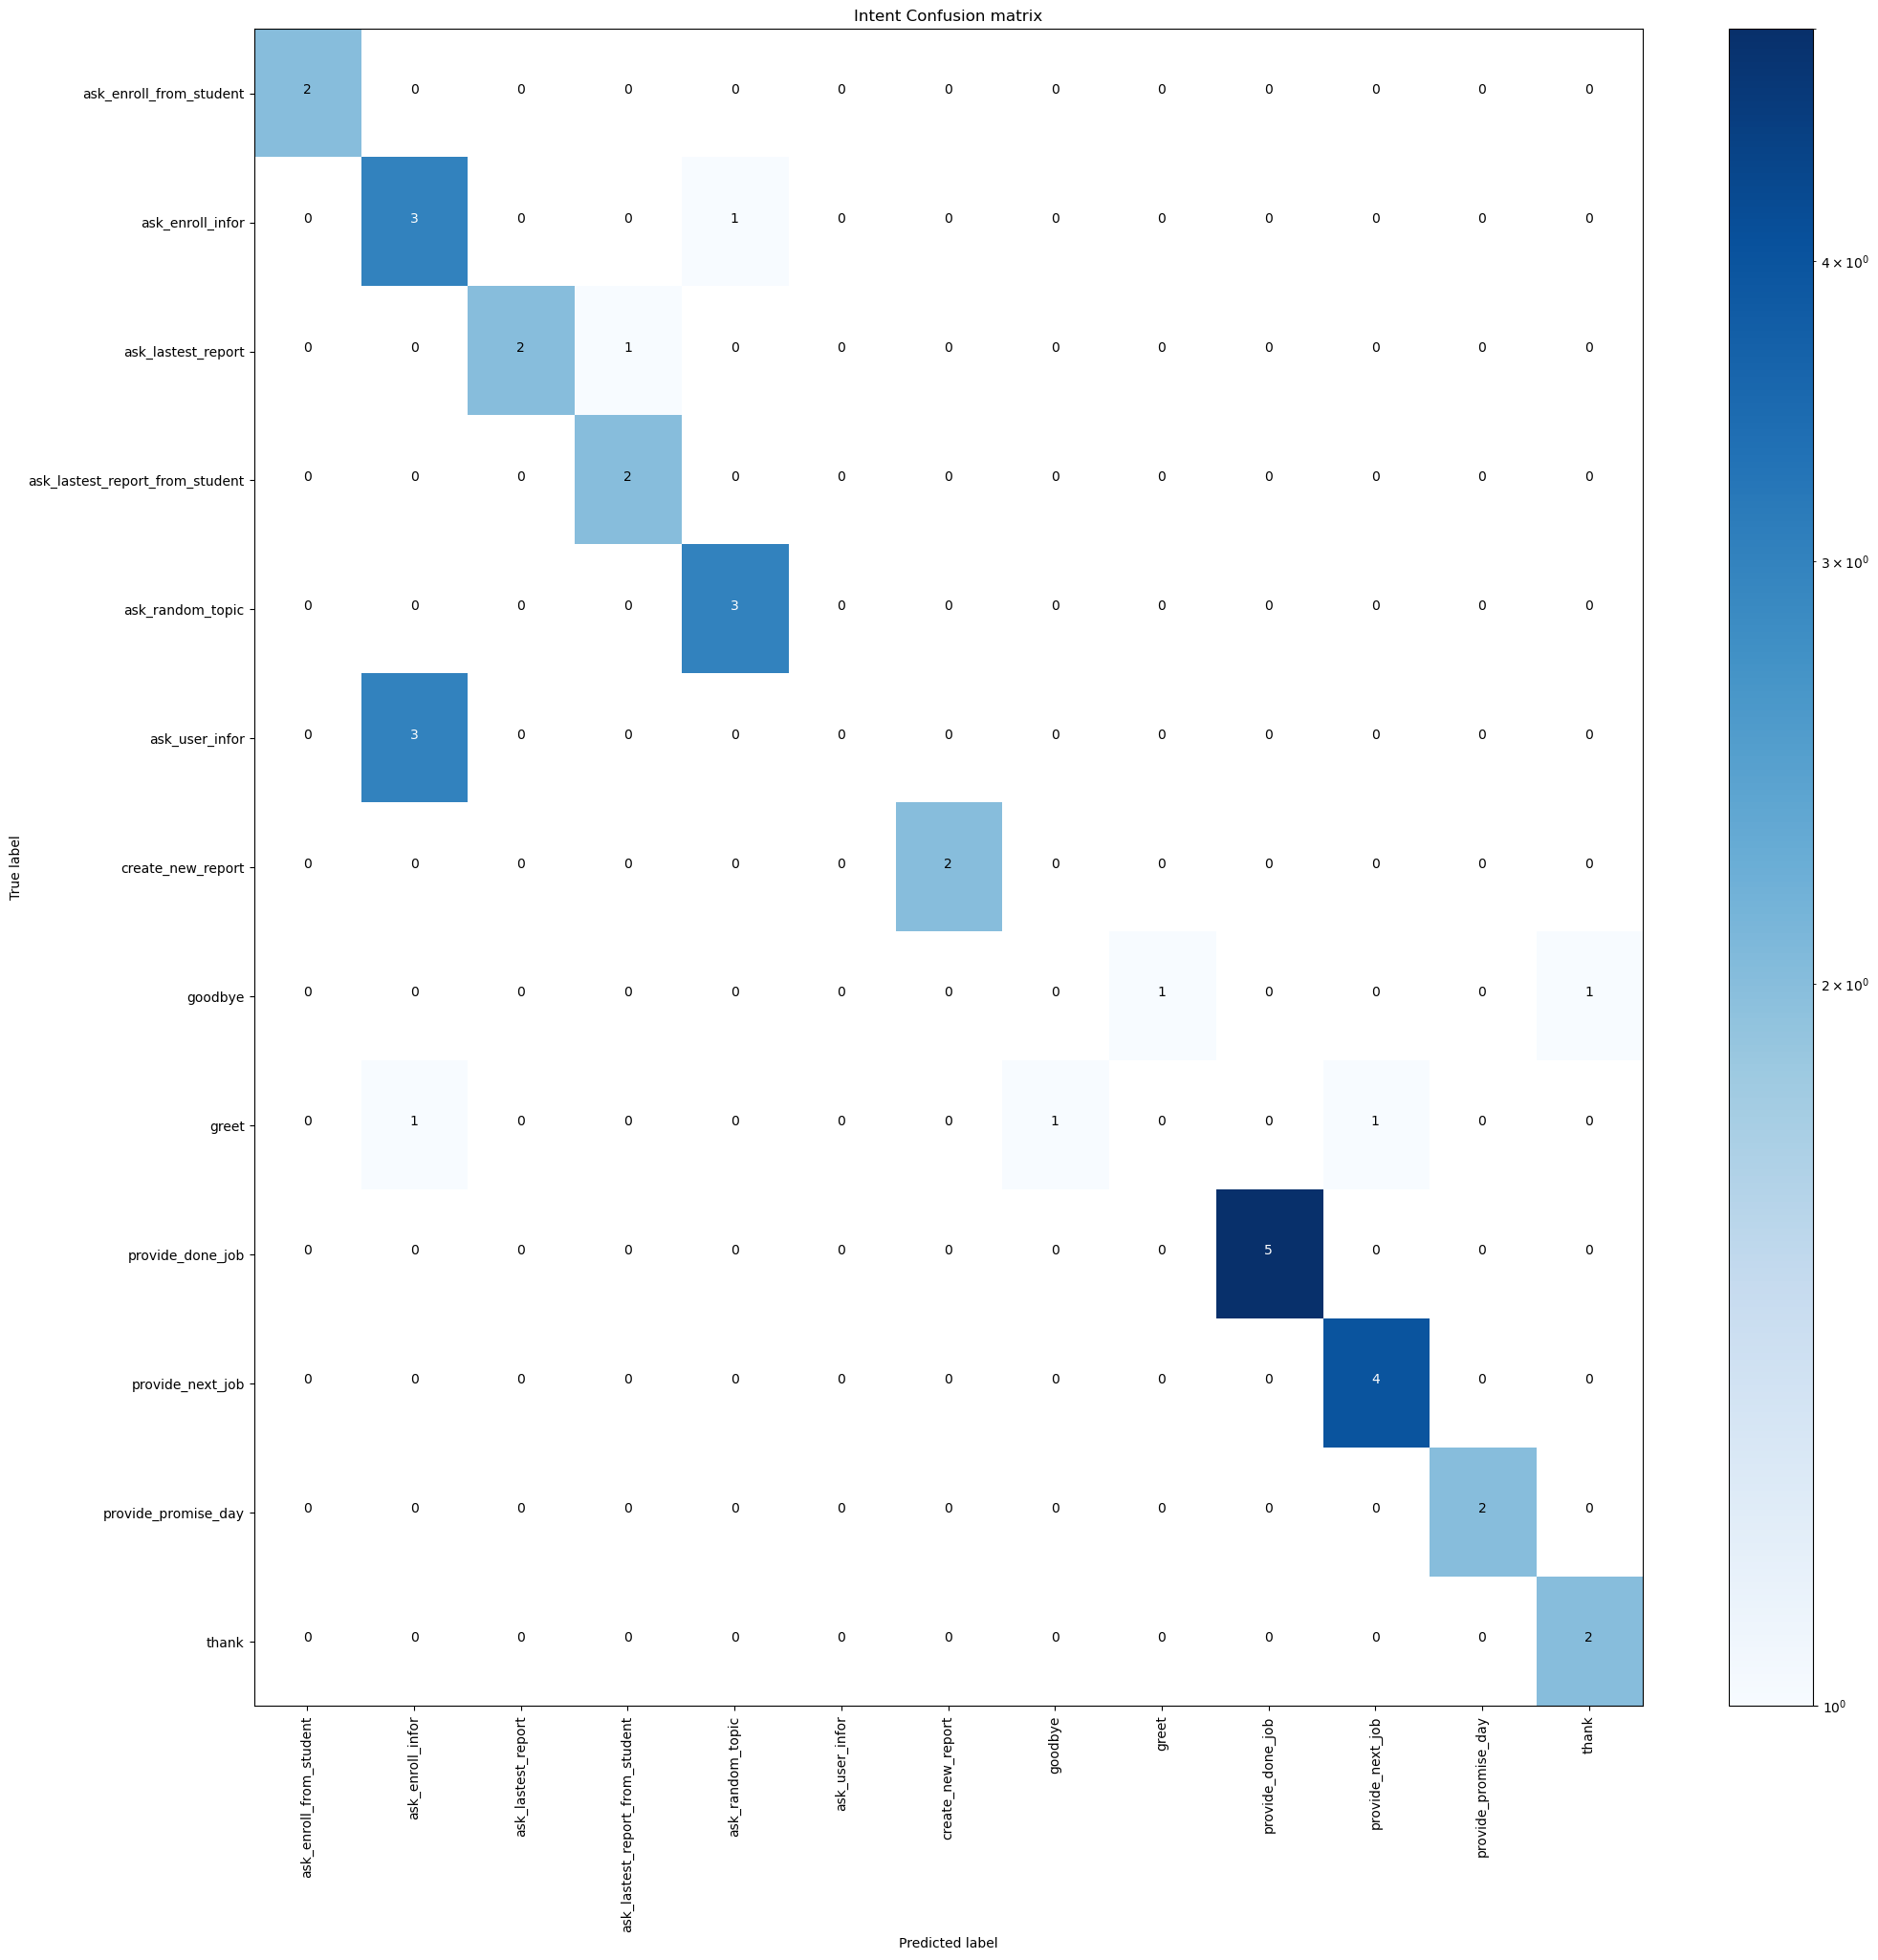 Intent Confusion matrix
True label
ask_enroll_from_student 2 0 0 0 0 0 0 0 0 0 0 0 0
ask_enroll_infor 0 3 0 0 1 0 0 0 0 0 0 0 0
ask_lastest_report 0 0 2 1 0 0 0 0 0 0 0 0 0
ask_lastest_report_from_student 0 0 0 2 0 0 0 0 0 0 0 0 0
ask_random_topic 0 0 0 0 3 0 0 0 0 0 0 0 0
ask_user_infor 0 3 0 0 0 0 0 0 0 0 0 0 0
create_new_report 0 0 0 0 0 0 2 0 0 0 0 0 0
goodbye 0 0 0 0 0 0 0 0 1 0 0 0 1
greet 0 1 0 0 0 0 0 1 0 0 1 0 0
provide_done_job 0 0 0 0 0 0 0 0 0 5 0 0 0
provide_next_job 0 0 0 0 0 0 0 0 0 0 4 0 0
provide_promise_day 0 0 0 0 0 0 0 0 0 0 0 2 0
thank 0 0 0 0 0 0 0 0 0 0 0 0 2
ask_enroll_from_student
ask_enroll_infor
ask_lastest_report
ask_lastest_report_from_student
ask_random_topic
ask_user_infor
create_new_report
goodbye
greet
provide_done_job
provide_next_job
provide_promise_day
thank
Predicted label
4 × 10⁰
3 × 10⁰
2 × 10⁰
10⁰